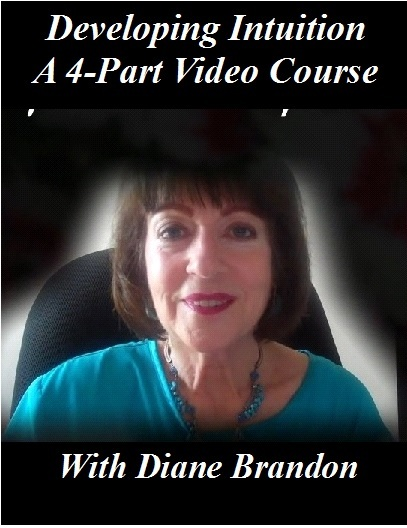 Developing Intuition
A 4-Part Video Course
With Diane Brandon